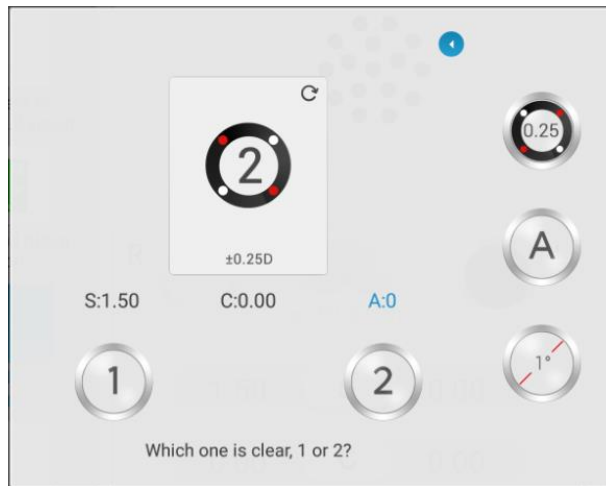 0.25
2
±0.25D
A
S:1.50 C:0.00 A:0
1°
1 2
Which one is clear, 1 or 2?